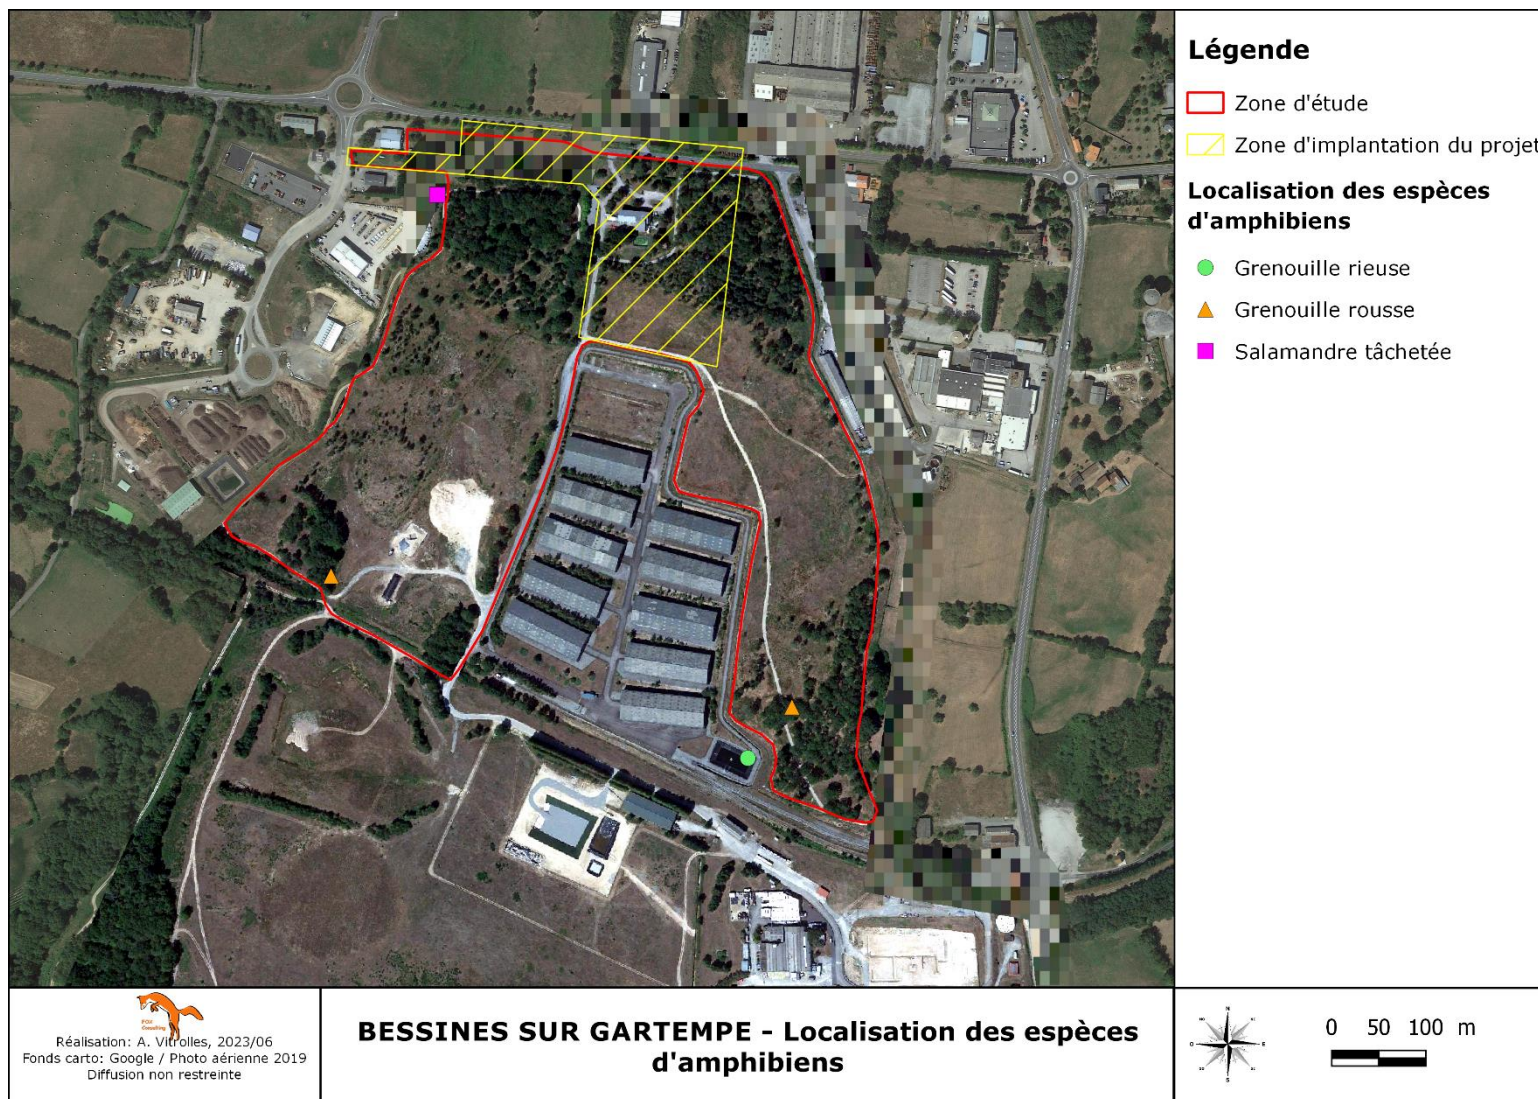 Légende
Zone d'étude
Zone d'implantation du projet
Localisation des espèces
d'amphibiens
Grenouille rieuse
Grenouille rousse
Salamandre tâchetée
FOX
Consulting
Réalisation: A. Vitrolles, 2023/06
Fonds carto: Google / Photo aérienne 2019
Diffusion non restreinte
BESSINES SUR GARTEMPE - Localisation des espèces
d'amphibiens
N
O
E
S
0 50 100 m